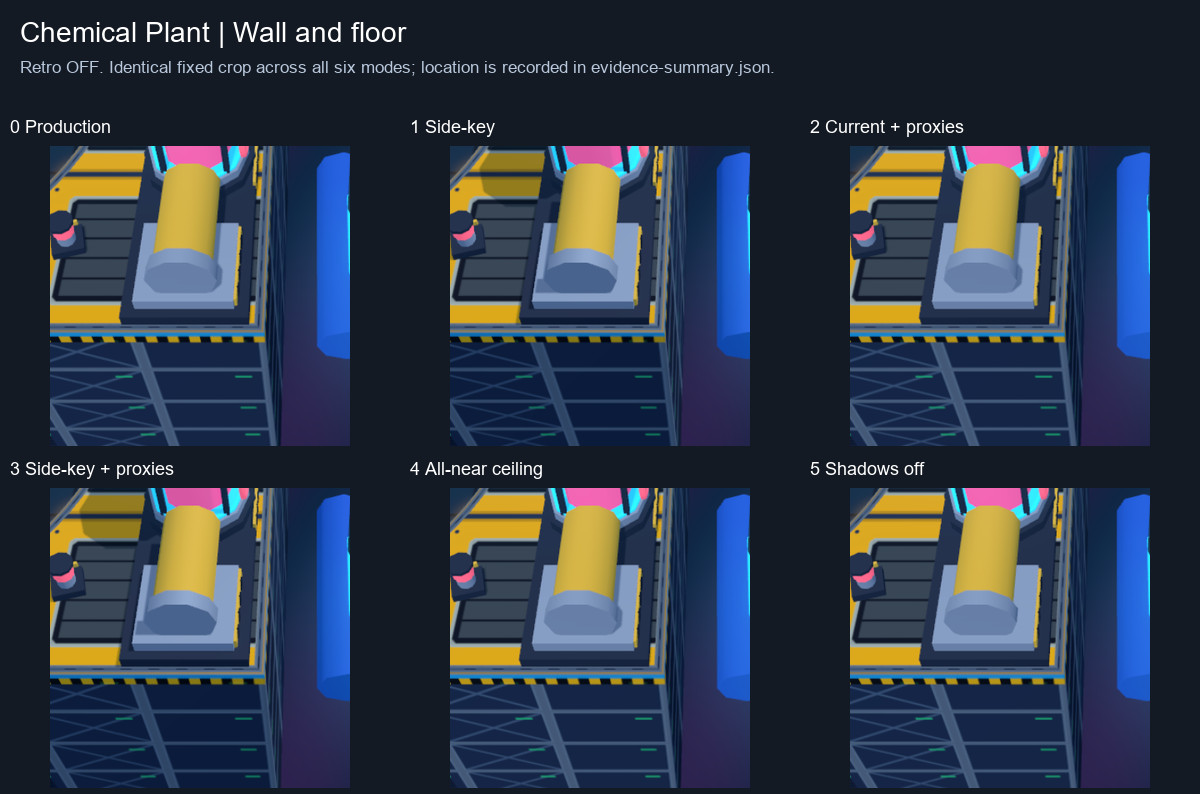 Chemical Plant | Wall and floor
Retro OFF. Identical fixed crop across all six modes; location is recorded in evidence-summary.json.
0 Production
1 Side-key
2 Current + proxies
3 Side-key + proxies
4 All-near ceiling
5 Shadows off